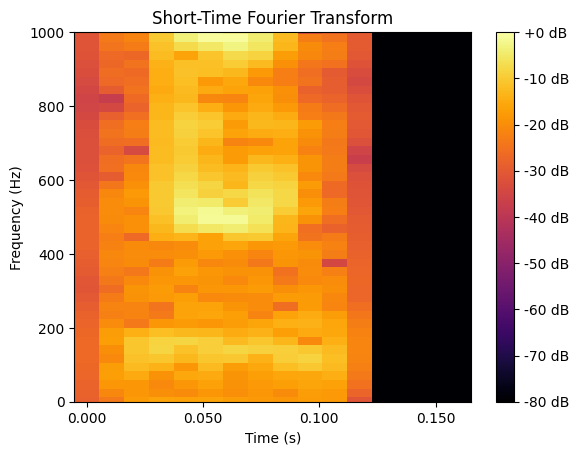 Short-Time Fourier Transform
1000
800
600
400
200
0
Frequency (Hz)
0.000
0.050
0.100
0.150
Time (s)
+0 dB
-10 dB
-20 dB
-30 dB
-40 dB
-50 dB
-60 dB
-70 dB
-80 dB